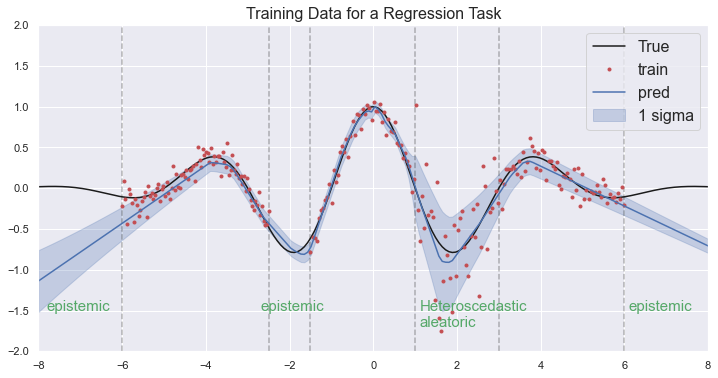 Training Data for a Regression Task
2.0
1.5
1.0
0.5
0.0
−0.5
−1.0
−1.5
−2.0
True
train
pred
1 sigma
epistemic
epistemic
Heteroscedastic
aleatoric
epistemic
−8
−6
−4
−2
0
2
4
6
8